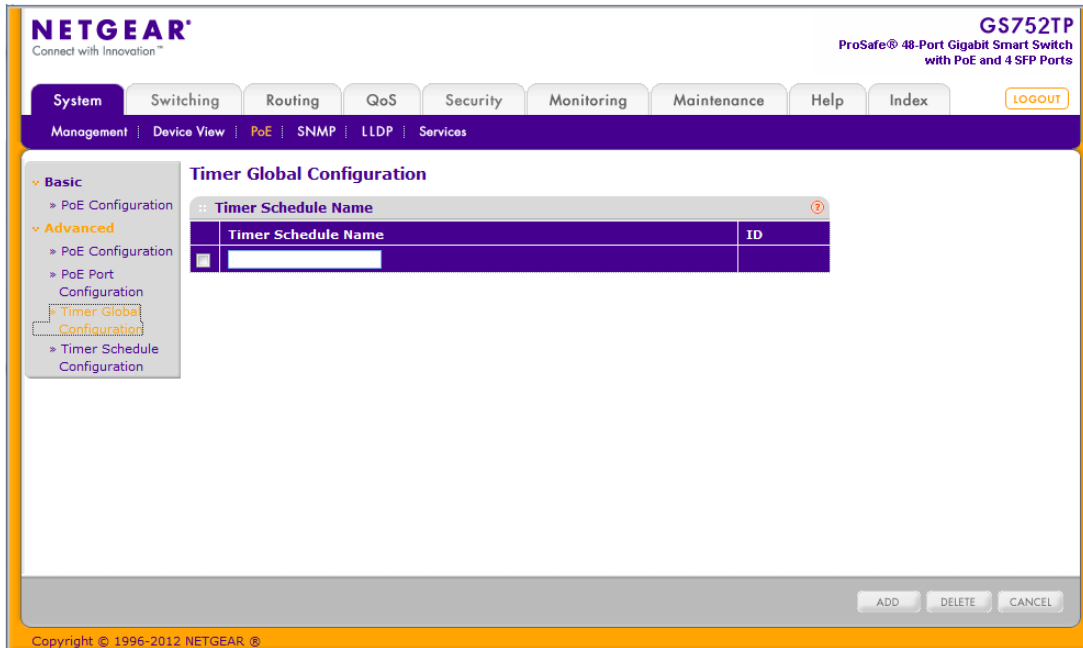 NETGEAR®
Connect with Innovation™
GS752TP
ProSafe® 48-Port Gigabit Smart Switch
with PoE and 4 SFP Ports
System Switching Routing QoS Security Monitoring Maintenance Help Index LOGOUT
Management Device View PoE SNMP LLDP Services
Basic
» PoE Configuration
Advanced
» PoE Configuration
» PoE Port
Configuration
» Timer Global
Configuration
» Timer Schedule
Configuration
Timer Global Configuration
Timer Schedule Name ?
Timer Schedule Name ID
ADD DELETE CANCEL
Copyright © 1996-2012 NETGEAR ®